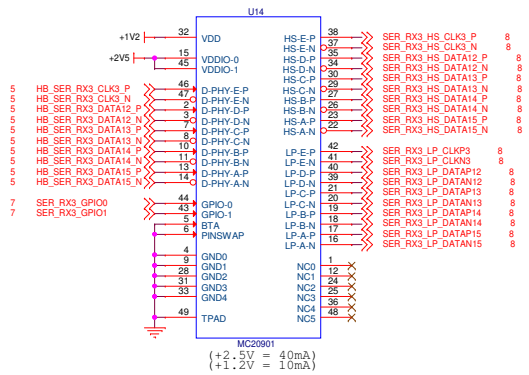 U14
+1V2 32 VDD
+2V5 15 VDDIO-0
45 VDDIO-1
5 HB_SER_RX3_CLK3_P 46 D-PHY-E-P
5 HB_SER_RX3_CLK3_N 47 D-PHY-E-N
5 HB_SER_RX3_DATA12_P 2 D-PHY-D-P
5 HB_SER_RX3_DATA12_N 3 D-PHY-D-N
5 HB_SER_RX3_DATA13_P 7 D-PHY-C-P
5 HB_SER_RX3_DATA13_N 8 D-PHY-C-N
5 HB_SER_RX3_DATA14_P 10 D-PHY-B-P
5 HB_SER_RX3_DATA14_N 11 D-PHY-B-N
5 HB_SER_RX3_DATA15_P 13 D-PHY-A-P
5 HB_SER_RX3_DATA15_N 14 D-PHY-A-N
7 SER_RX3_GPIO0 44 GPIO-0
7 SER_RX3_GPIO1 43 GPIO-1
5 BTA
6 PINSWAP
4 GND0
9 GND1
28 GND2
31 GND3
33 GND4
49 TPAD
HS-E-P 38 SER_RX3_HS_CLK3_P 8
HS-E-N 37 SER_RX3_HS_CLK3_N 8
HS-D-P 35 SER_RX3_HS_DATA12_P 8
HS-D-N 34 SER_RX3_HS_DATA12_N 8
HS-C-P 30 SER_RX3_HS_DATA13_P 8
HS-C-N 29 SER_RX3_HS_DATA13_N 8
HS-B-P 27 SER_RX3_HS_DATA14_P 8
HS-B-N 26 SER_RX3_HS_DATA14_N 8
HS-A-P 23 SER_RX3_HS_DATA15_P 8
HS-A-N 22 SER_RX3_HS_DATA15_N 8
LP-E-P 42 SER_RX3_LP_CLKP3 8
LP-E-N 41 SER_RX3_LP_CLKN3 8
LP-D-P 40 SER_RX3_LP_DATAP12 8
LP-D-N 39 SER_RX3_LP_DATAN12 8
LP-C-P 21 SER_RX3_LP_DATAP13 8
LP-C-N 20 SER_RX3_LP_DATAN13 8
LP-B-P 19 SER_RX3_LP_DATAP14 8
LP-B-N 18 SER_RX3_LP_DATAN14 8
LP-A-P 17 SER_RX3_LP_DATAP15 8
LP-A-N 16 SER_RX3_LP_DATAN15 8
NC0 1
NC1 12
NC2 24
NC3 25
NC4 36
NC5 48
MC20901
(+2.5V = 40mA)
(+1.2V = 10mA)